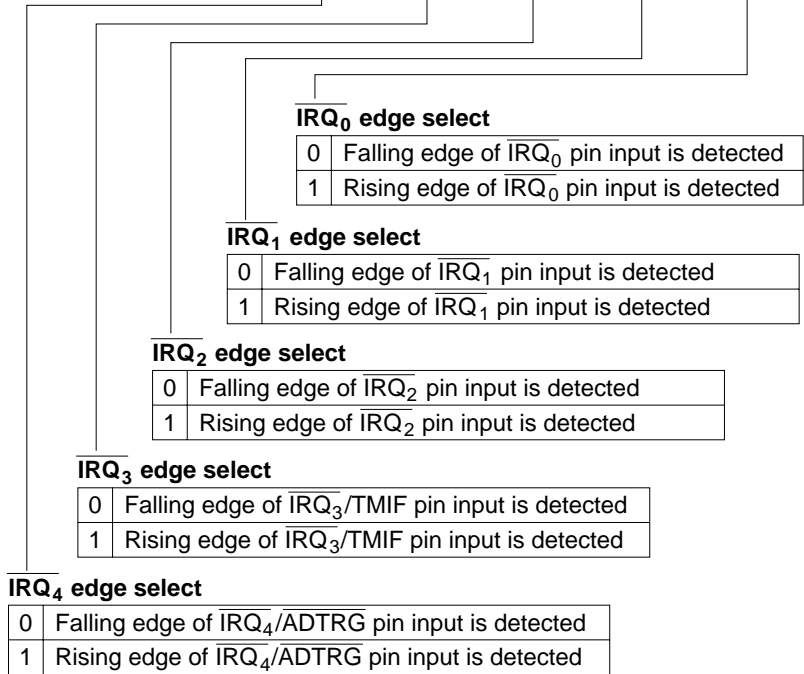 IRQ0 edge select
0 Falling edge of IRQ0 pin input is detected
1 Rising edge of IRQ0 pin input is detected
IRQ1 edge select
0 Falling edge of IRQ1 pin input is detected
1 Rising edge of IRQ1 pin input is detected
IRQ2 edge select
0 Falling edge of IRQ2 pin input is detected
1 Rising edge of IRQ2 pin input is detected
IRQ3 edge select
0 Falling edge of IRQ3/TMIF pin input is detected
1 Rising edge of IRQ3/TMIF pin input is detected
IRQ4 edge select
0 Falling edge of IRQ4/ADTRG pin input is detected
1 Rising edge of IRQ4/ADTRG pin input is detected